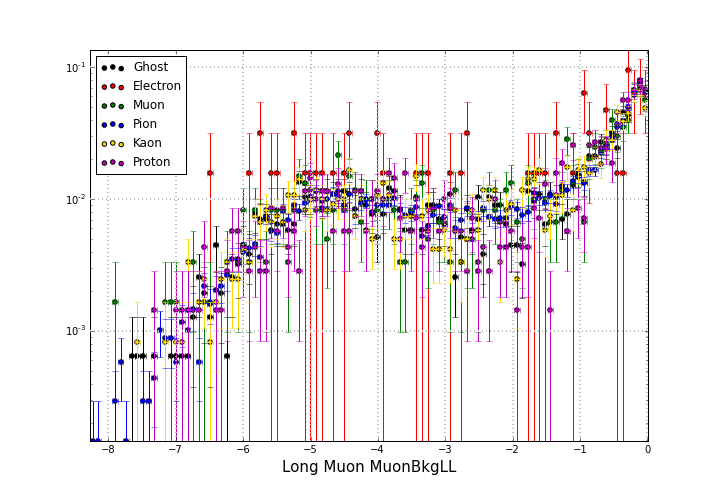 10⁻¹
Ghost
Electron
Muon
Pion
Kaon
Proton
10⁻²
10⁻³
−8 −7 −6 −5 −4 −3 −2 −1 0
Long Muon MuonBkgLL